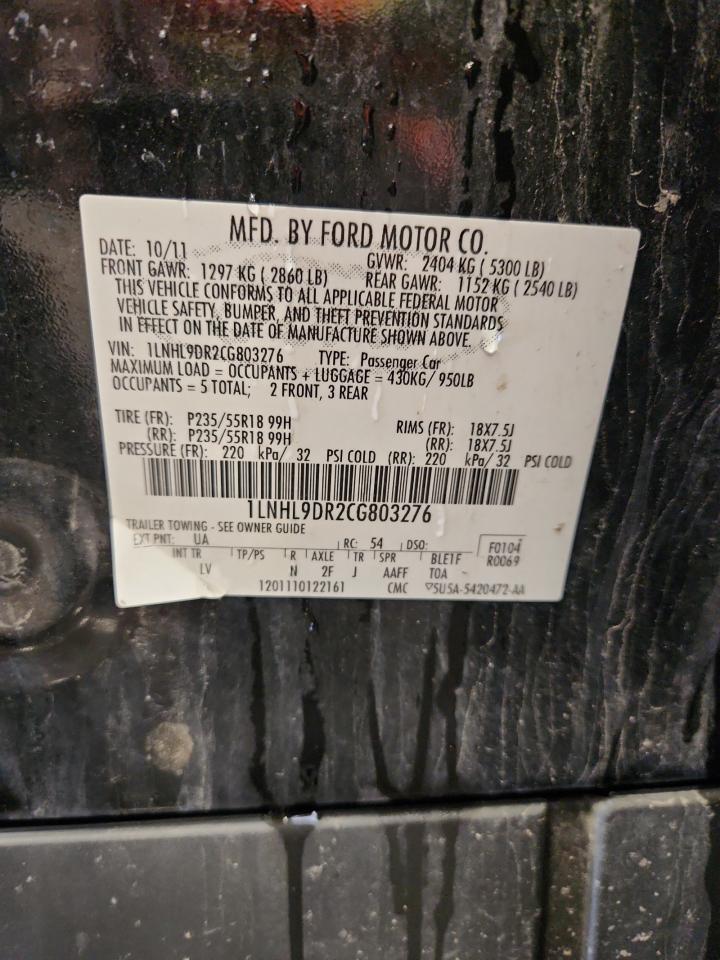 MFD. BY FORD MOTOR CO.
DATE: 10/11 GVWR: 2404 KG ( 5300 LB)
FRONT GAWR: 1297 KG ( 2860 LB) REAR GAWR: 1152 KG ( 2540 LB)
THIS VEHICLE CONFORMS TO ALL APPLICABLE FEDERAL MOTOR
VEHICLE SAFETY, BUMPER, AND THEFT PREVENTION STANDARDS
IN EFFECT ON THE DATE OF MANUFACTURE SHOWN ABOVE.
VIN: 1LNHL9DR2CG803276 TYPE: Passenger Car
MAXIMUM LOAD = OCCUPANTS + LUGGAGE = 430KG/ 950LB
OCCUPANTS = 5 TOTAL; 2 FRONT, 3 REAR
TIRE (FR): P235/55R18 99H RIMS (FR): 18X7.5J
(RR): P235/55R18 99H (RR): 18X7.5J
PRESSURE (FR): 220 kPa/ 32 PSI COLD (RR): 220 kPa/ 32 PSI COLD
1LNHL9DR2CG803276
TRAILER TOWING - SEE OWNER GUIDE
EXT PNT: UA RC: 54 DSO: F0104
INT TR TP/PS R AXLE TR SPR BLE1F R0069
LV N 2F J AAFF TOA
1201110122161 CMC ▽5U5A-5420472-AA